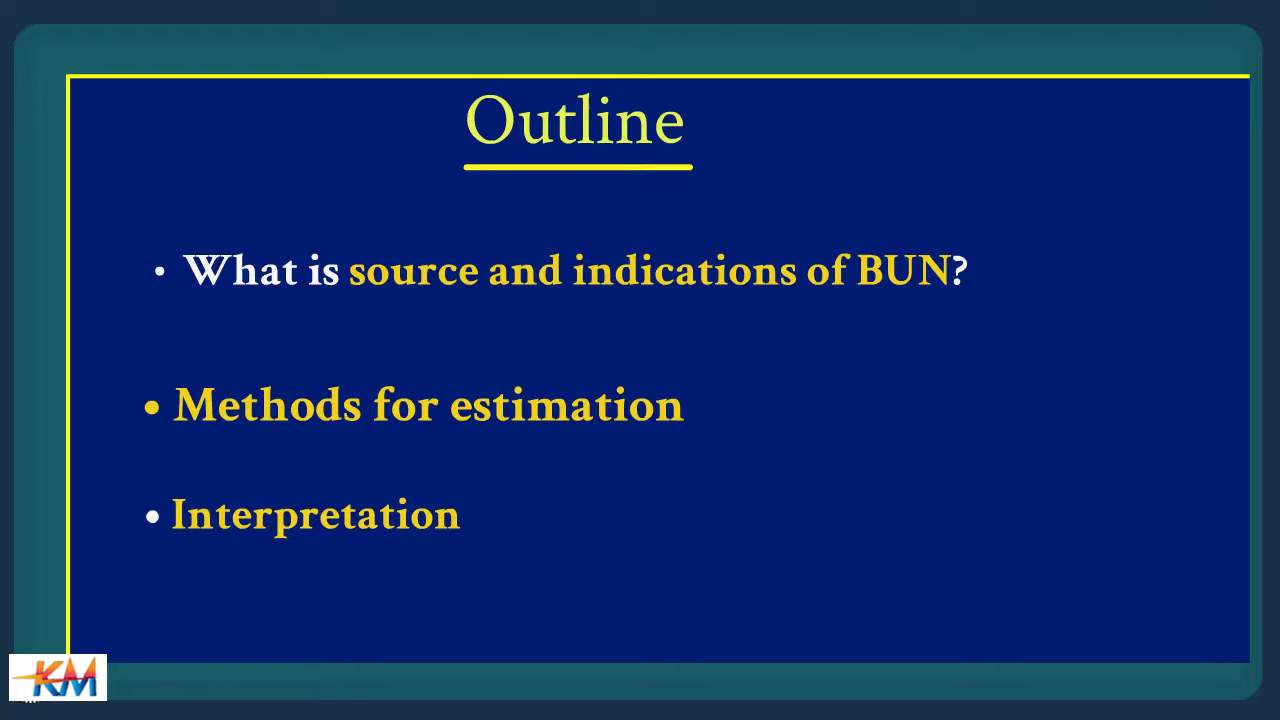 Outline
• What is source and indications of BUN?
• Methods for estimation
• Interpretation
KM